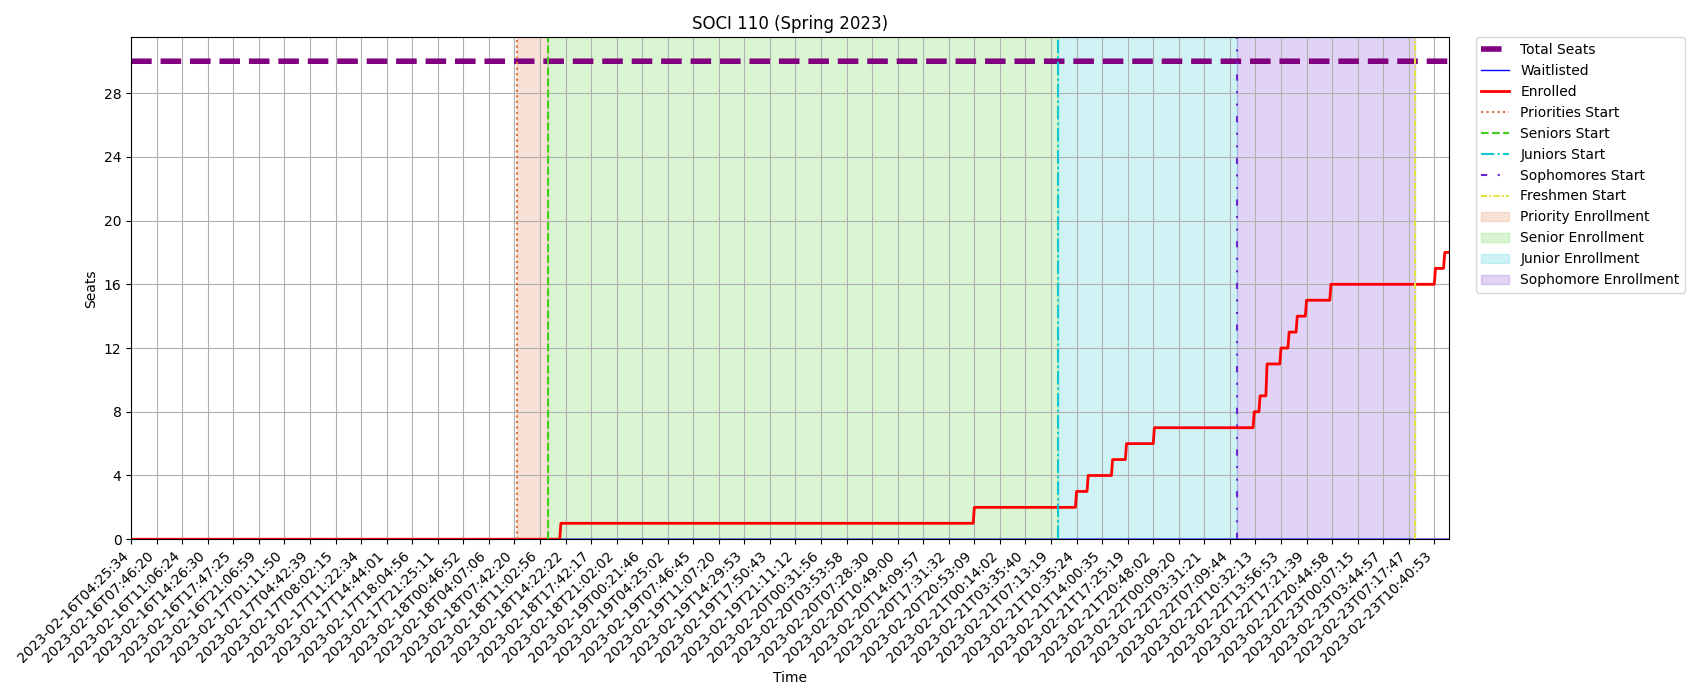 SOCI 110 (Spring 2023)
Total Seats
Waitlisted
Enrolled
Priorities Start
Seniors Start
Juniors Start
Sophomores Start
Freshmen Start
Priority Enrollment
Senior Enrollment
Junior Enrollment
Sophomore Enrollment
Seats
28
24
20
16
12
8
4
0
2023-02-16T04:25:34
2023-02-16T07:46:20
2023-02-16T11:06:24
2023-02-16T14:26:30
2023-02-16T17:47:25
2023-02-16T21:06:59
2023-02-17T01:11:50
2023-02-17T04:42:39
2023-02-17T08:02:15
2023-02-17T11:22:34
2023-02-17T14:44:01
2023-02-17T18:04:56
2023-02-17T21:25:11
2023-02-18T00:46:52
2023-02-18T04:07:06
2023-02-18T07:42:20
2023-02-18T11:02:56
2023-02-18T14:22:22
2023-02-18T17:42:17
2023-02-18T21:02:02
2023-02-19T00:21:46
2023-02-19T04:25:02
2023-02-19T07:46:45
2023-02-19T11:07:20
2023-02-19T14:29:53
2023-02-19T17:50:43
2023-02-19T21:11:12
2023-02-20T00:31:56
2023-02-20T03:53:58
2023-02-20T07:28:30
2023-02-20T10:49:00
2023-02-20T14:09:57
2023-02-20T17:31:32
2023-02-20T20:53:09
2023-02-21T00:14:02
2023-02-21T03:35:40
2023-02-21T07:13:19
2023-02-21T10:35:24
2023-02-21T14:00:35
2023-02-21T17:25:19
2023-02-21T20:48:02
2023-02-22T00:09:20
2023-02-22T03:31:21
2023-02-22T07:09:44
2023-02-22T10:32:13
2023-02-22T13:56:53
2023-02-22T17:21:39
2023-02-22T20:44:58
2023-02-23T00:07:15
2023-02-23T03:44:57
2023-02-23T07:17:47
2023-02-23T10:40:53
Time